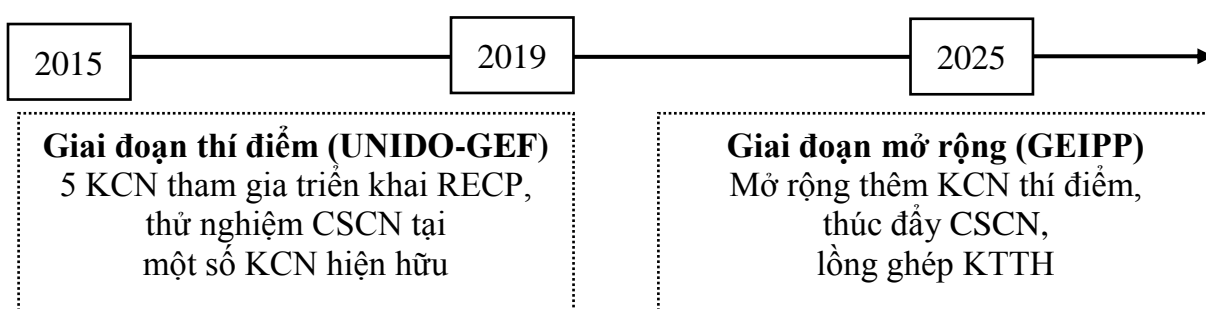 2015
2019
2025
Giai đoạn thí điểm (UNIDO-GEF)
5 KCN tham gia triển khai RECP,
thử nghiệm CSCN tại
một số KCN hiện hữu
Giai đoạn mở rộng (GEIPP)
Mở rộng thêm KCN thí điểm,
thúc đẩy CSCN,
lồng ghép KTTH